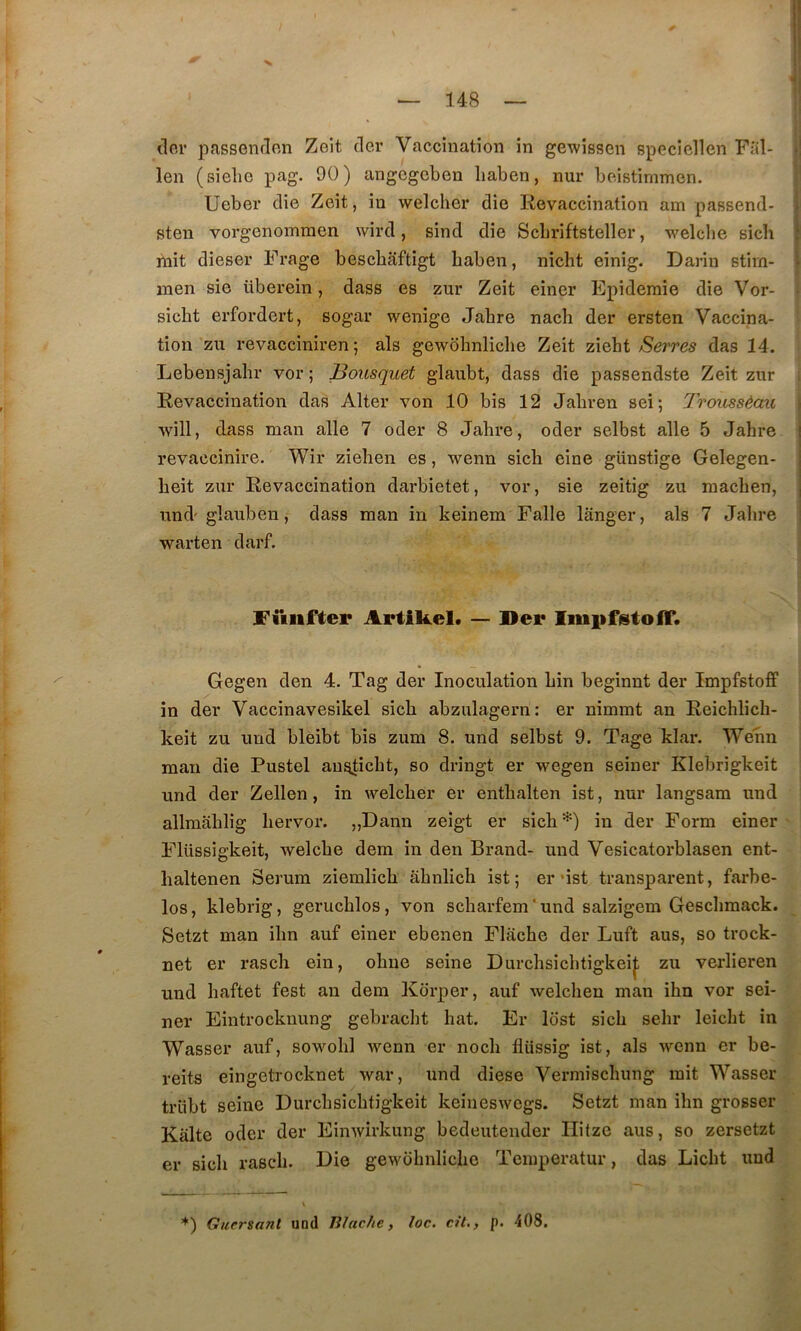 — 148 —
der passenden Zeit der Vaccination in gewissen speciellen Fäl-
len (siehe pag. 90) angegeben haben, nur beistimmen.
Ueber die Zeit, in welcher die Revaccination am passend-
sten vorgenommen wird, sind die Schriftsteller, welche sich
mit dieser Frage beschäftigt haben, nicht einig. Darin stim-
men sie überein, dass es zur Zeit einer Epidemie die Vor-
sicht erfordert, sogar wenige Jahre nach der ersten Vaccina-
tion zu revacciniren; als gewöhnliche Zeit zieht Serres das 14.
Lebensjahr vor; Bousquet glaubt, dass die passendste Zeit zur
Revaccination das Alter von 10 bis 12 Jahren sei; Trousséau
will, dass man alle 7 oder 8 Jahre, oder selbst alle 5 Jahre
revaccinire. Wir ziehen es, wenn sich eine günstige Gelegen-
heit zur Revaccination darbietet, vor, sie zeitig zu machen,
und glauben, dass man in keinem Falle länger, als 7 Jahre
warten darf.
Fünfter Artikel. — Der Impfstoff.
Gegen den 4. Tag der Inoculation hin beginnt der Impfstoff
in der Vaccinavesikel sich abzulagern: er nimmt an Reichlich-
keit zu und bleibt bis zum 8. und selbst 9. Tage klar. Wenn
man die Pustel ansticht, so dringt er wegen seiner Klebrigkeit
und der Zellen, in welcher er enthalten ist, nur langsam und
allmählig hervor. „Dann zeigt er sich*) in der Form einer
Flüssigkeit, welche dem in den Brand- und Vesicatorblasen ent-
haltenen Serum ziemlich ähnlich ist; er ist transparent, farbe-
los, klebrig, geruchlos, von scharfem und salzigem Geschmack.
Setzt man ihn auf einer ebenen Fläche der Luft aus, so trock-
net er rasch ein, ohne seine Durchsichtigkeit zu verlieren
und haftet fest an dem Körper, auf welchen man ihn vor sei-
ner Eintrocknung gebracht hat. Er löst sich sehr leicht in
Wasser auf, sowohl wenn er noch flüssig ist, als wenn er be-
reits eingetrocknet war, und diese Vermischung mit Wasser
trübt seine Durchsichtigkeit keineswegs. Setzt man ihn grosser
Kälte oder der Einwirkung bedeutender Hitze aus, so zersetzt
er sich rasch. Die gewöhnliche Temperatur, das Licht und
*) Guersant und Blache, loc. cit., p. 408.